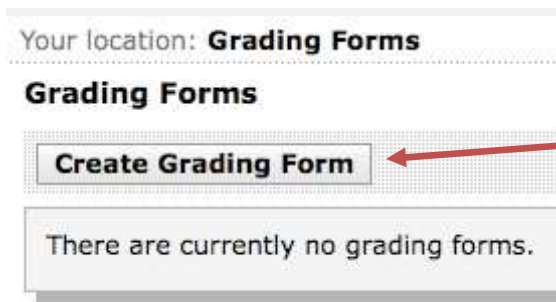 Your location: Grading Forms
Grading Forms
Create Grading Form
There are currently no grading forms.